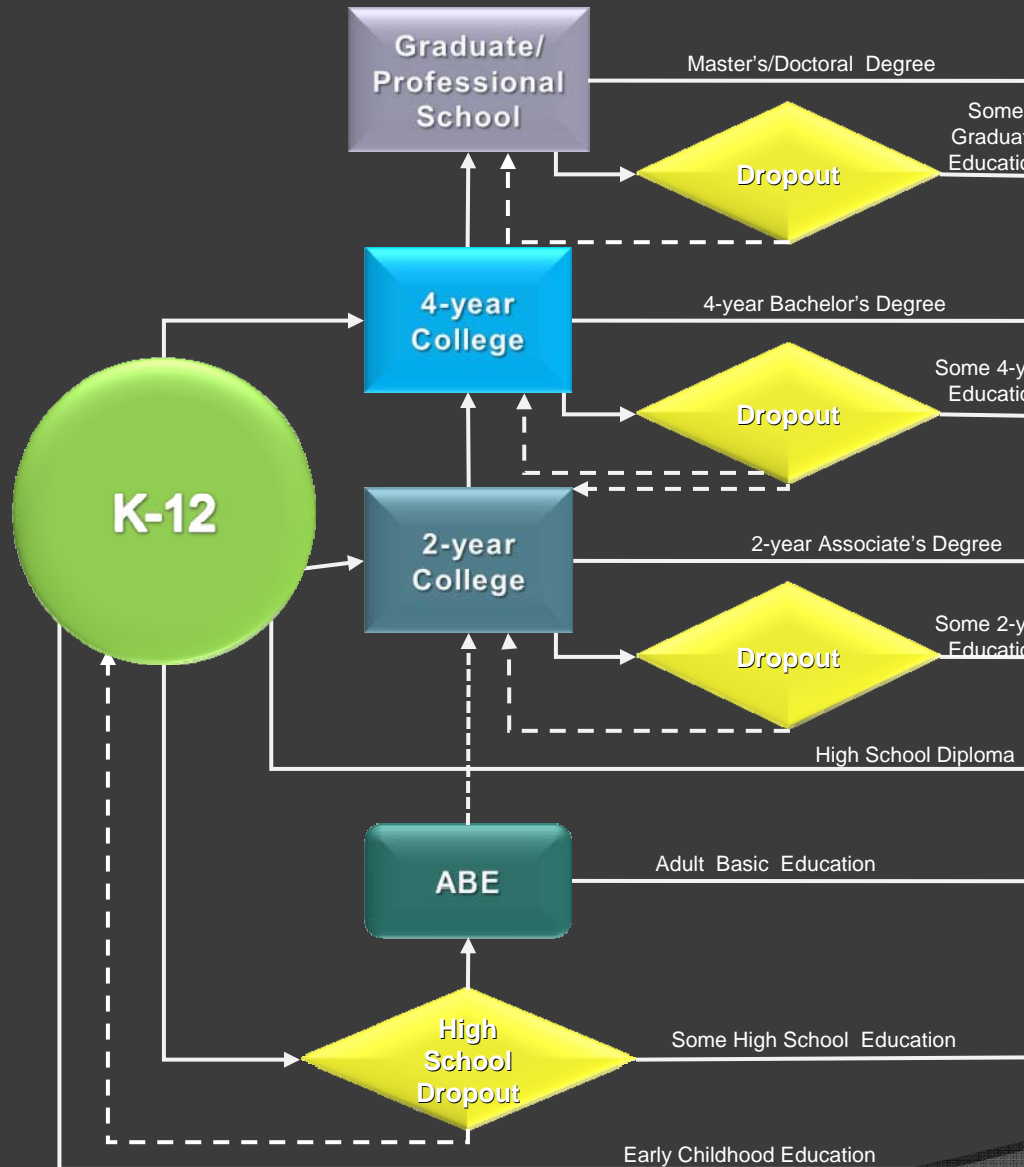 Graduate/
Professional
School
Master's/Doctoral Degree
Some
Dropout
4-year
College
4-year Bachelor's Degree
Some
Dropout
K-12
2-year
College
2-year Associate's Degree
Some
Dropout
High School Diploma
ABE
Adult Basic Education
High
School
Dropout
Some High School Education
Early Childhood Education